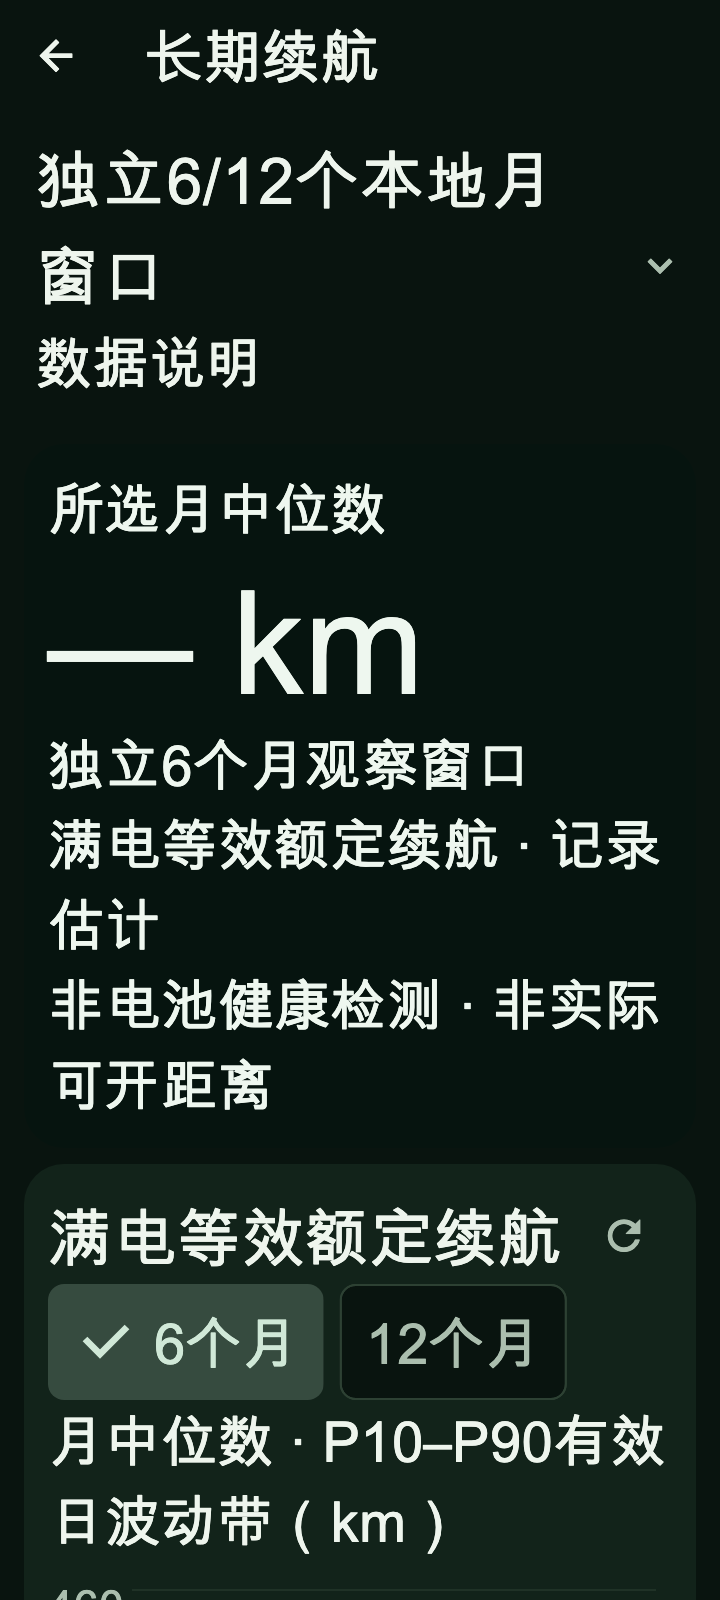 长期续航
独立6/12个本地月
窗口
数据说明
所选月中位数
— km
独立6个月观察窗口
满电等效额定续航 · 记录
估计
非电池健康检测 · 非实际
可开距离
满电等效额定续航
6个月
12个月
月中位数 · P10–P90有效
日波动带（km）
460